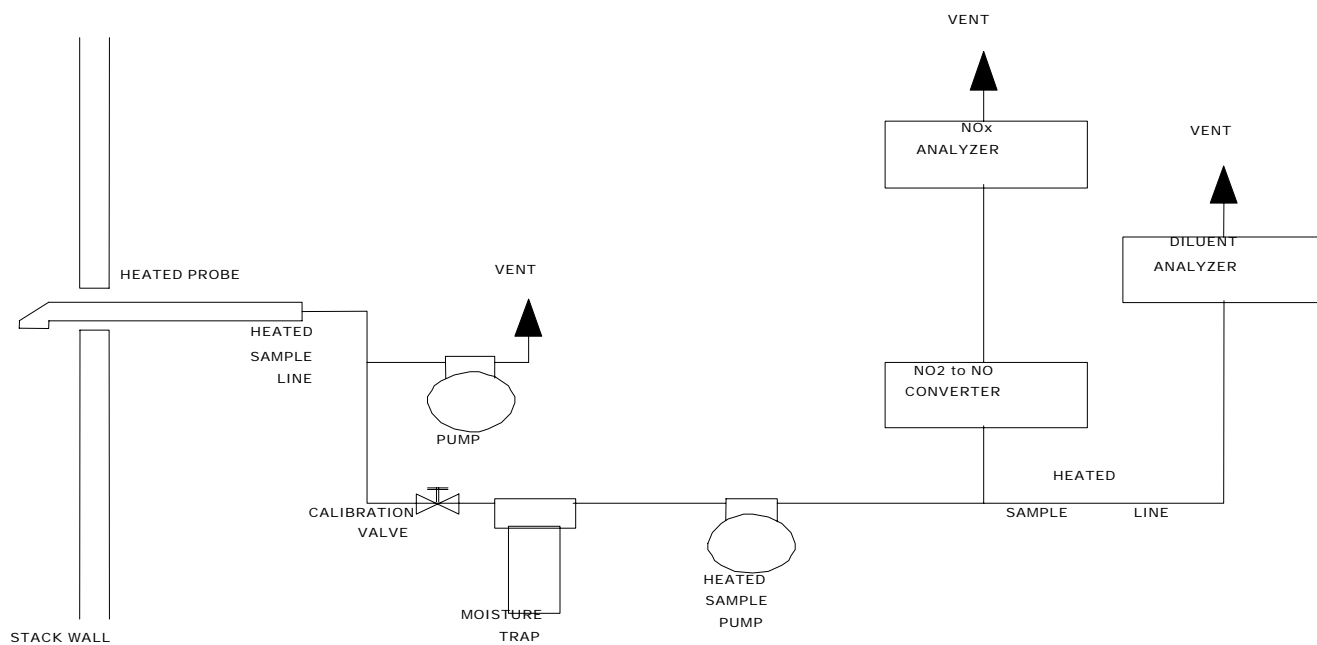 VENT
NOx
ANALYZER
VENT
DILUENT
ANALYZER
HEATED PROBE
VENT
HEATED
SAMPLE
LINE
NO2 to NO
CONVERTER
PUMP
HEATED
SAMPLE LINE
CALIBRATION
VALVE
HEATED
SAMPLE
PUMP
MOISTURE
TRAP
STACK WALL